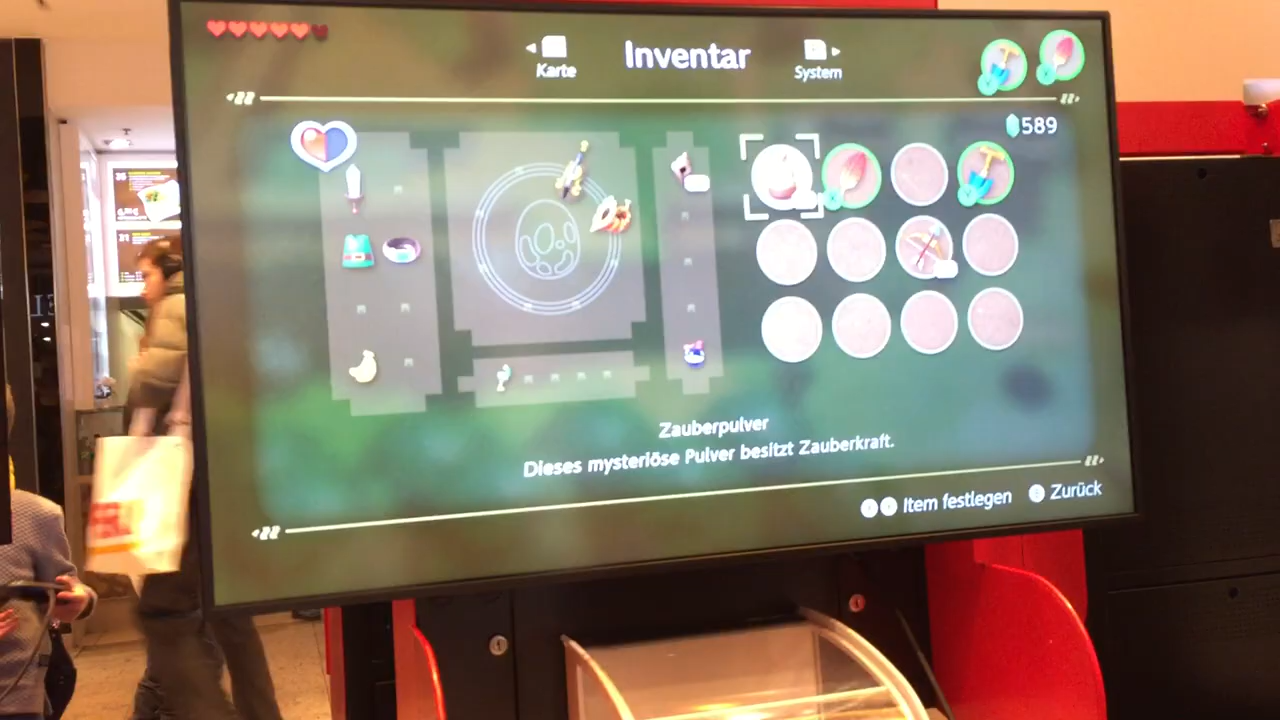 Inventar
Karte
System
589
Zauberpulver
Dieses mysteriöse Pulver besitzt Zauberkraft.
Item festlegen
Zurück